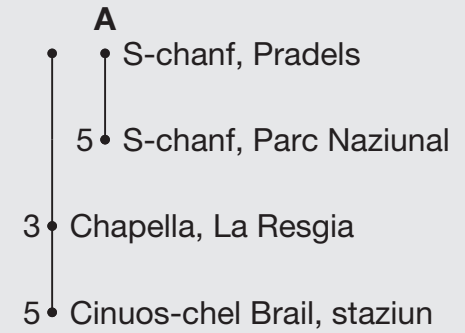 A
S-chanf, Pradels
5 S-chanf, Parc Naziunal
3 Chapella, La Resgia
5 Cinuos-chel Brail, staziun